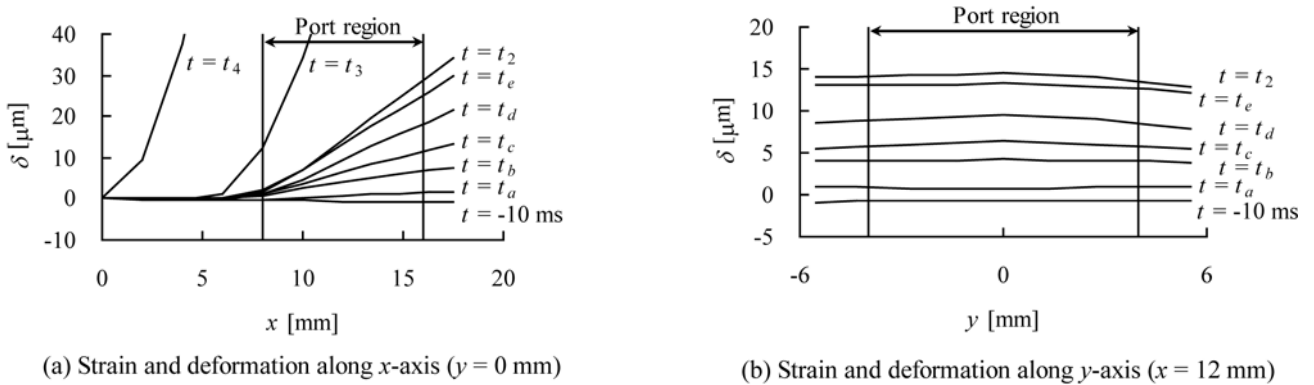 40
30
20
10
0
-10
δ [μm]
Port region
t = t4
t = t3
t = t2
t = te
t = td
t = tc
t = tb
t = ta
t = -10 ms
0 5 10 15 20
x [mm]
(a) Strain and deformation along x-axis (y = 0 mm)
20
15
10
5
0
-5
δ [μm]
Port region
t = t2
t = te
t = td
t = tc
t = tb
t = ta
t = -10 ms
-6 0 6
y [mm]
(b) Strain and deformation along y-axis (x = 12 mm)